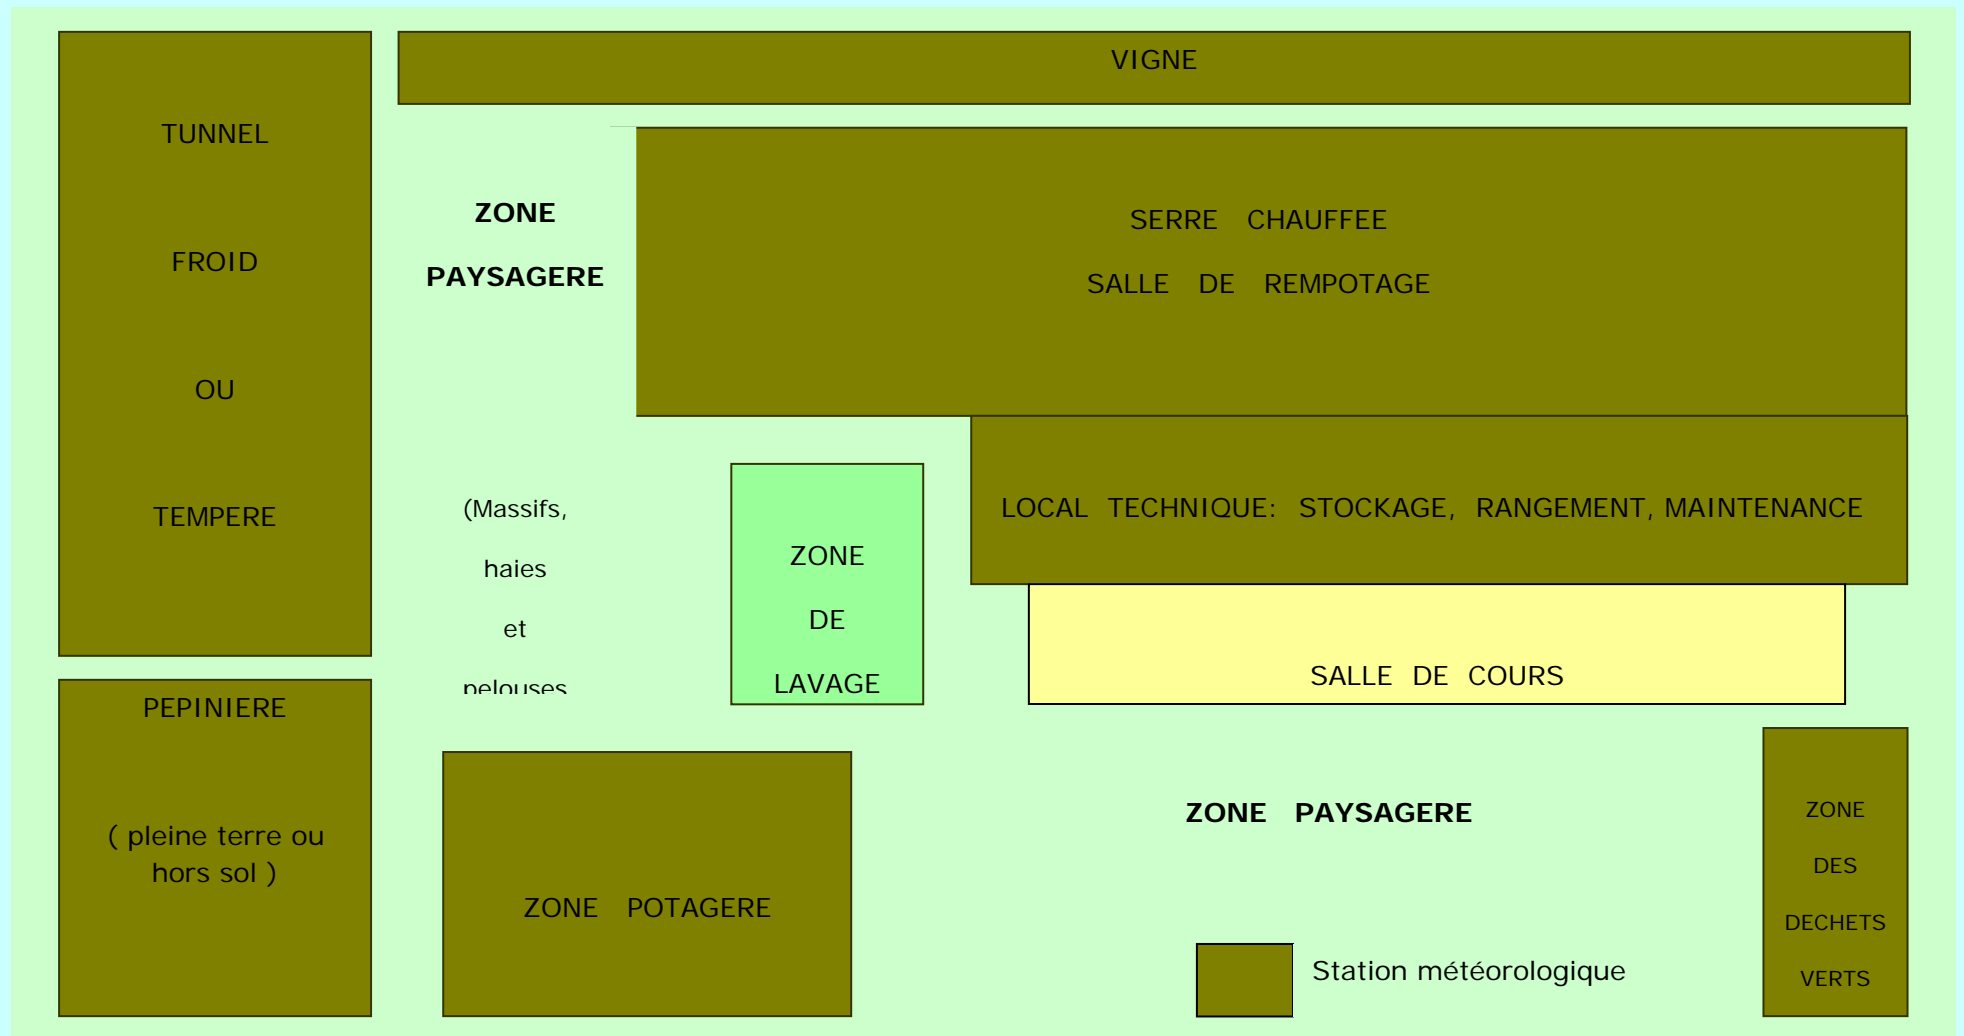 VIGNE
TUNNEL
FROID
OU
TEMPERE
ZONE
PAYSAGERE
SERRE CHAUFFEE
SALLE DE REMPOTAGE
(Massifs,
haies
et
pelouses
ZONE
DE
LAVAGE
LOCAL TECHNIQUE: STOCKAGE, RANGEMENT, MAINTENANCE
SALLE DE COURS
PEPINIERE
( pleine terre ou
hors sol )
ZONE POTAGERE
ZONE PAYSAGERE
Station météorologique
ZONE
DES
DECHETS
VERTS